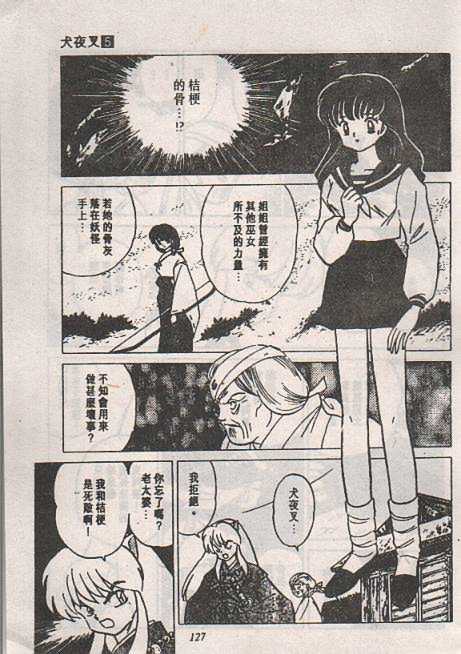 犬夜叉5
桔梗
的骨…!?
姐姐曾經擁有
其他巫女
所不及的力量…
若她的骨灰
落在妖怪
手上…
不知會用來
做甚麼壞事?
犬夜叉…
我拒絕。
你忘了嗎?
老太婆…
我和桔梗
是死敵啊!
127